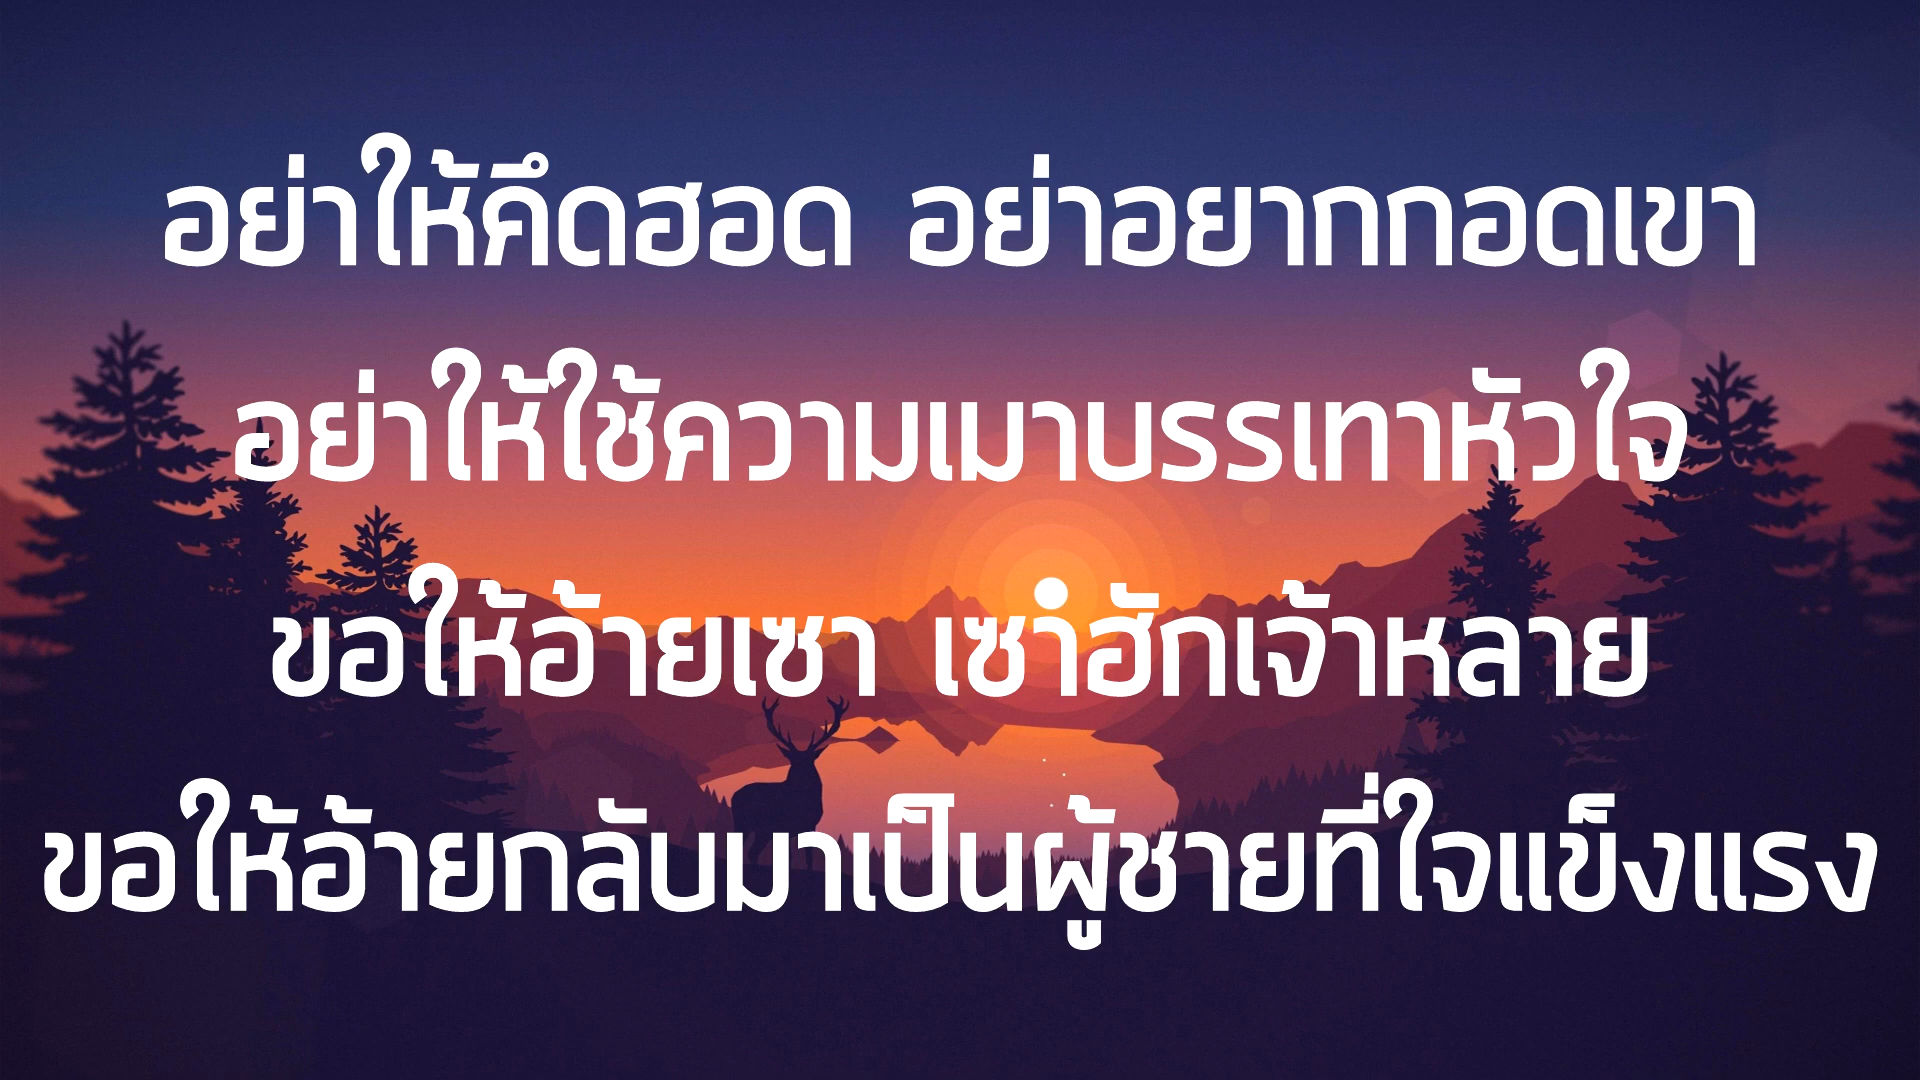 อย่าให้คึดฮอด อย่าอยากกอดเขา
อย่าให้ใช้ความเมาบรรเทาหัวใจ
ขอให้อ้ายเซา เซาฮักเจ้าหลาย
ขอให้อ้ายกลับมาเป็นผู้ชายที่ใจแข็งแรง